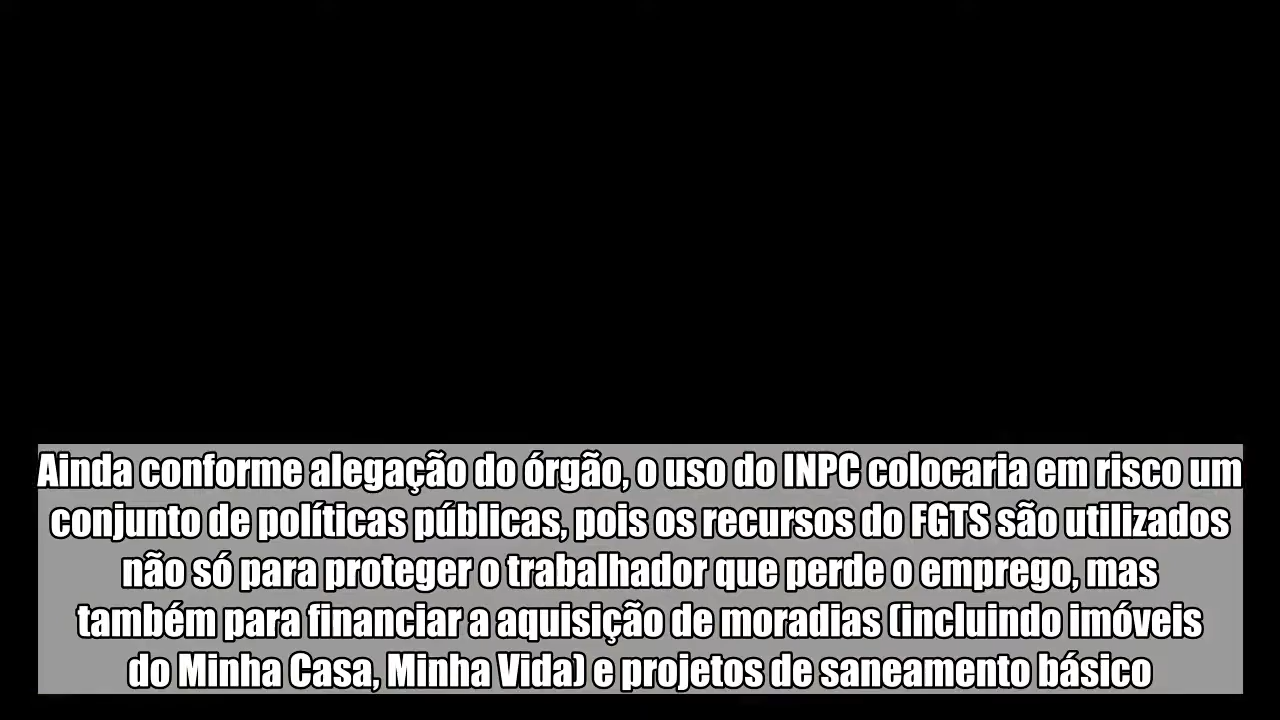 Ainda conforme alegação do órgão, o uso do INPC colocaria em risco um
conjunto de políticas públicas, pois os recursos do FGTS são utilizados
não só para proteger o trabalhador que perde o emprego, mas
também para financiar a aquisição de moradias (incluindo imóveis
do Minha Casa, Minha Vida) e projetos de saneamento básico